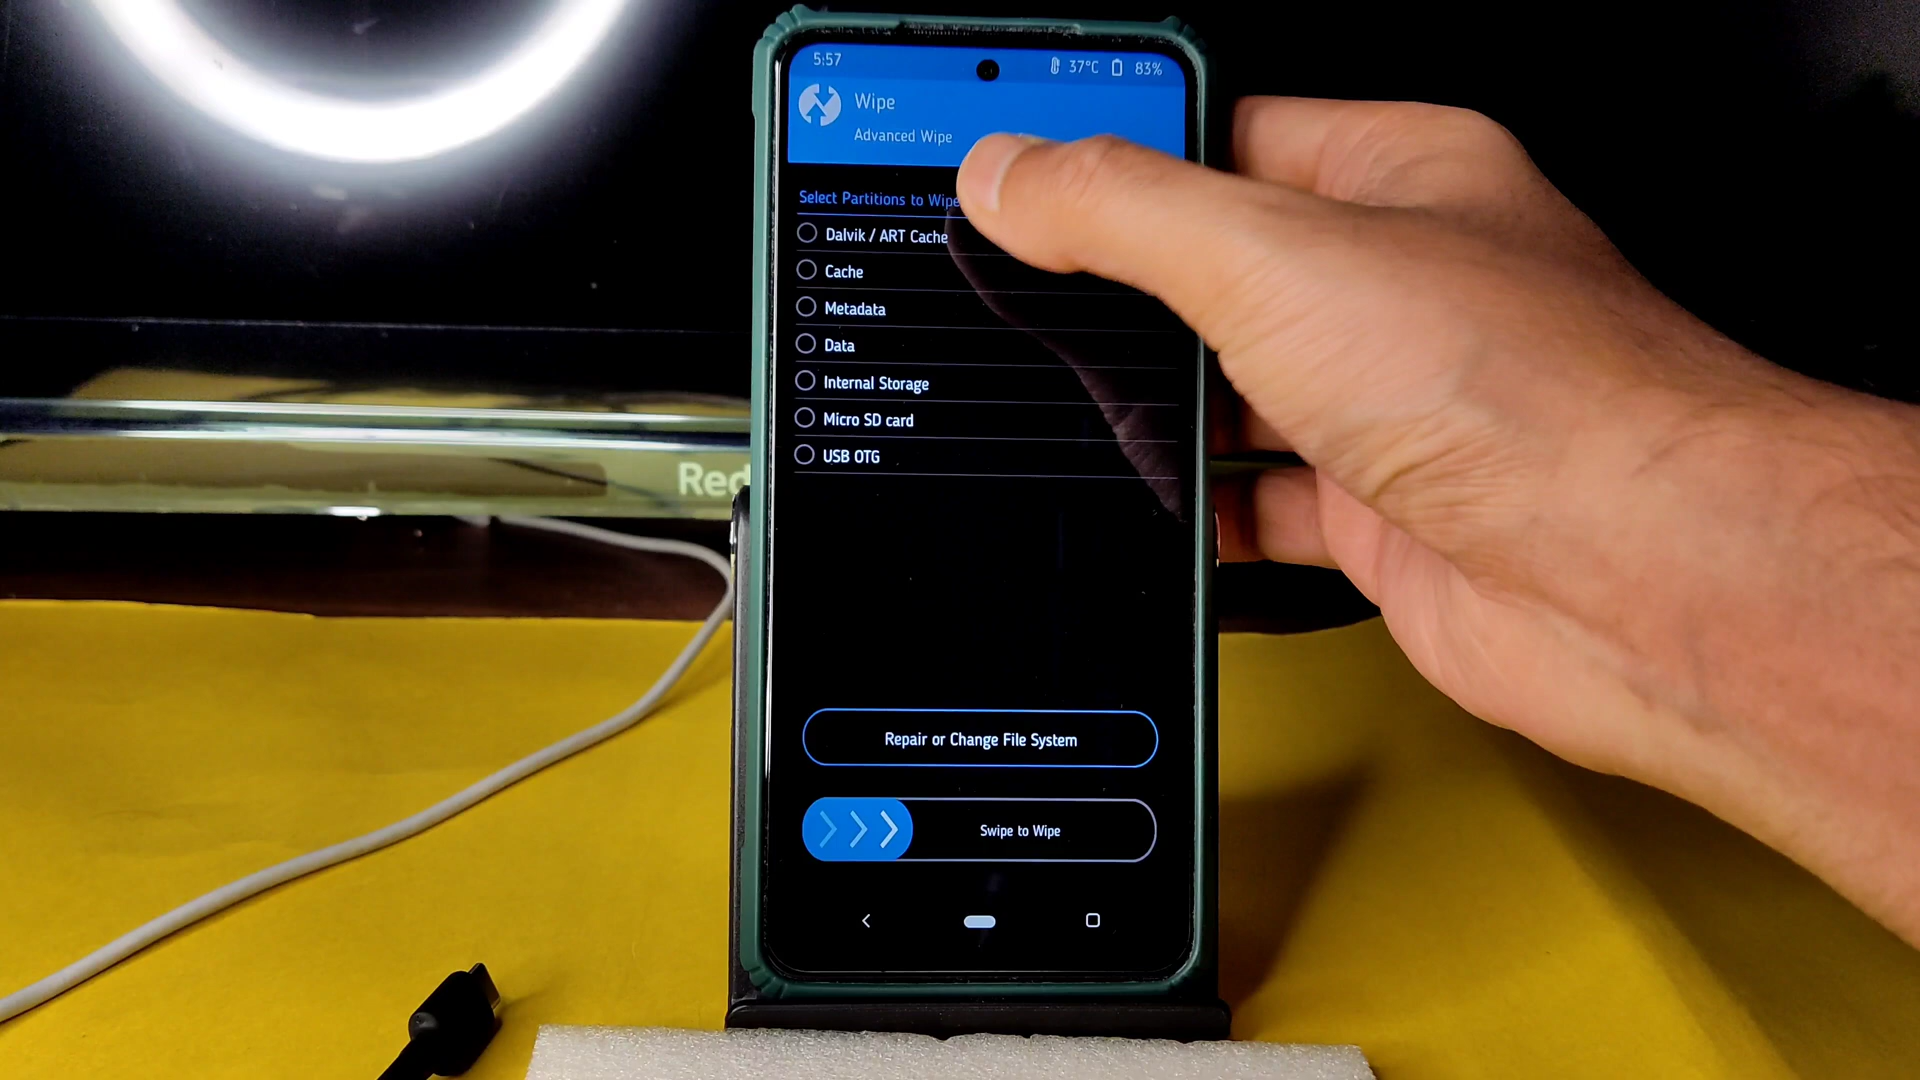 5:57
37°C 83%
Wipe
Advanced Wipe
Select Partitions to Wipe
Dalvik / ART Cache
Cache
Metadata
Data
Internal Storage
Micro SD card
USB OTG
Red
Repair or Change File System
Swipe to Wipe